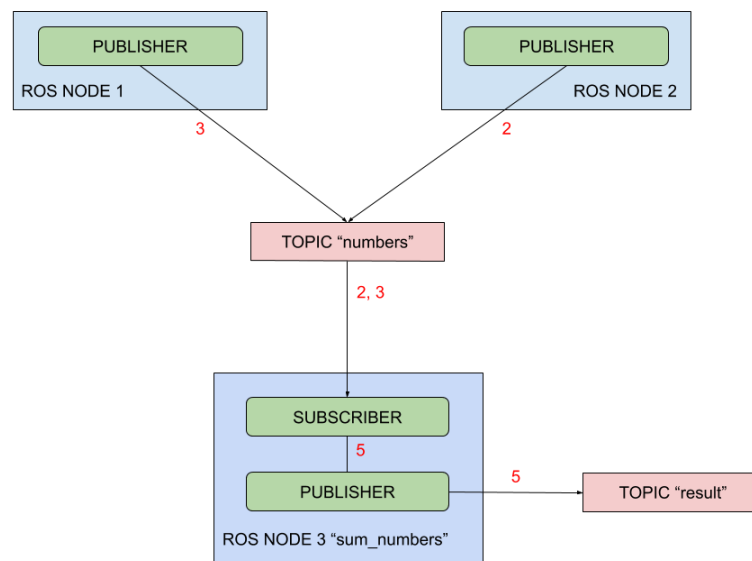 PUBLISHER
ROS NODE 1
PUBLISHER
ROS NODE 2
3
2
TOPIC “numbers”
2, 3
SUBSCRIBER
5
PUBLISHER
5
TOPIC “result”
ROS NODE 3 “sum_numbers”